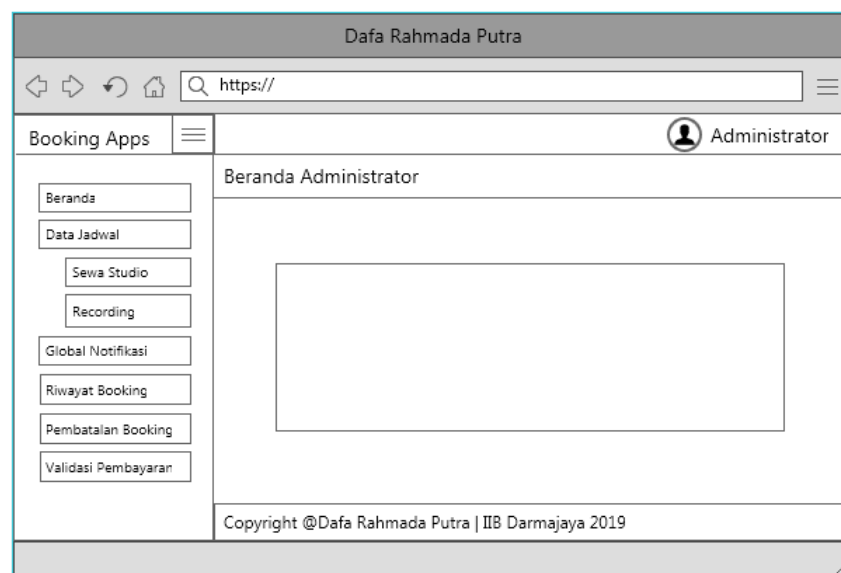 Dafa Rahmada Putra
https://
Booking Apps
Administrator
Beranda Administrator
Beranda
Data Jadwal
Sewa Studio
Recording
Global Notifikasi
Riwayat Booking
Pembatalan Booking
Validasi Pembayaran
Copyright @Dafa Rahmada Putra | IIB Darmajaya 2019